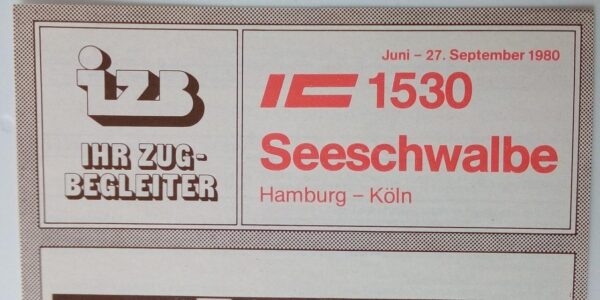 izb
IHR ZUG-
BEGLEITER
Juni – 27. September 1980
IC 1530
Seeschwalbe
Hamburg – Köln